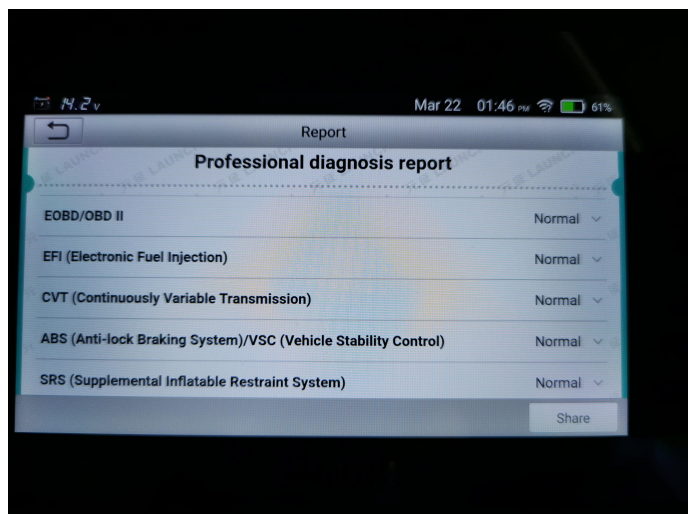 14.2 v Mar 22 01:46 PM 61%
Report
Professional diagnosis report
EOBD/OBD II Normal
EFI (Electronic Fuel Injection) Normal
CVT (Continuously Variable Transmission) Normal
ABS (Anti-lock Braking System)/VSC (Vehicle Stability Control) Normal
SRS (Supplemental Inflatable Restraint System) Normal
Share